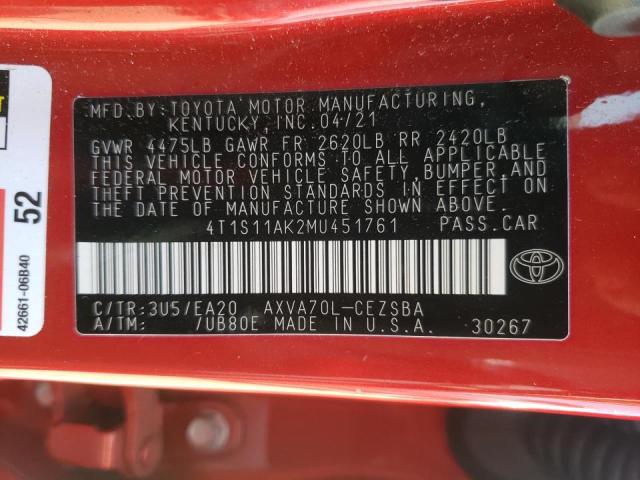 MFD.BY:TOYOTA MOTOR MANUFACTURING,
KENTUCKY,INC.04/21
GVWR 4475LB GAWR FR 2620LB RR 2420LB
THIS VEHICLE CONFORMS TO ALL APPLICABLE
FEDERAL MOTOR VEHICLE SAFETY,BUMPER,AND
THEFT PREVENTION STANDARDS IN EFFECT ON
THE DATE OF MANUFACTURE SHOWN ABOVE.
4T1S11AK2MU451761 PASS.CAR
C/TR:3U5/EA20 AXVA70L-CEZSBA
A/TM: /UB80E MADE IN U.S.A. 30267
52
42661-06B40